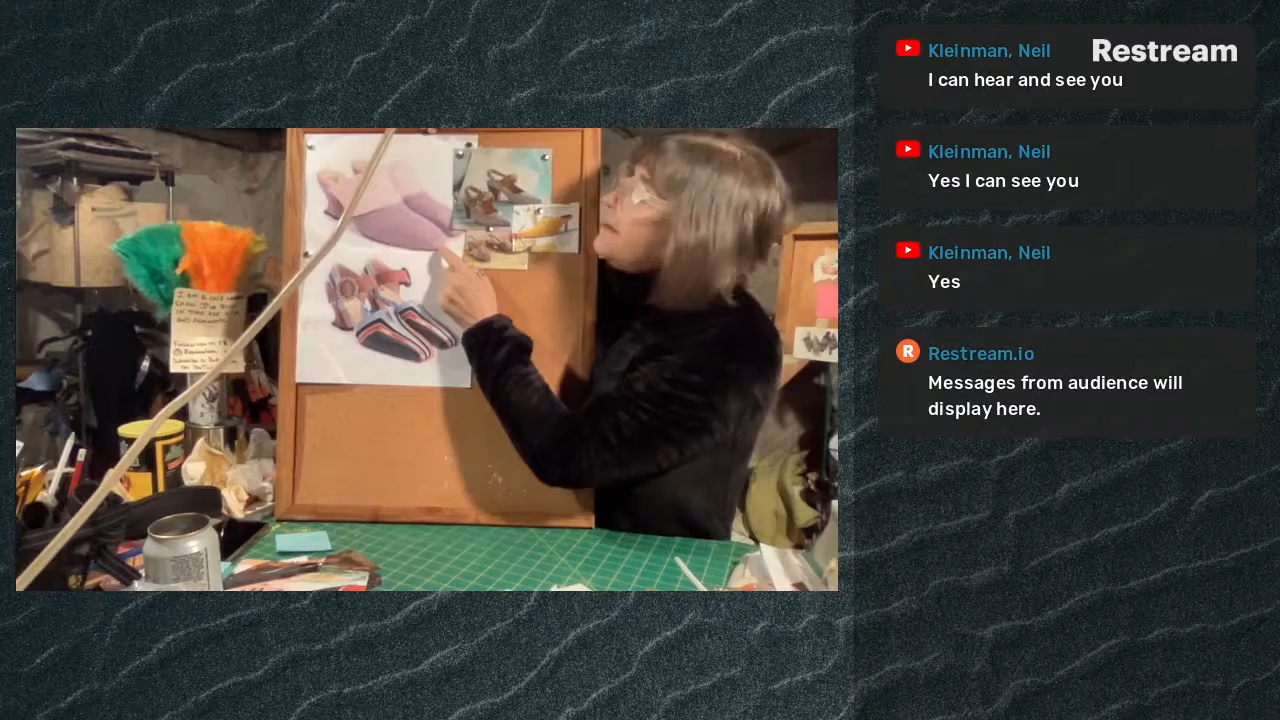 Kleinman, Neil
Restream
I can hear and see you
Kleinman, Neil
Yes I can see you
Kleinman, Neil
Yes
R
Restream.io
Messages from audience will
display here.